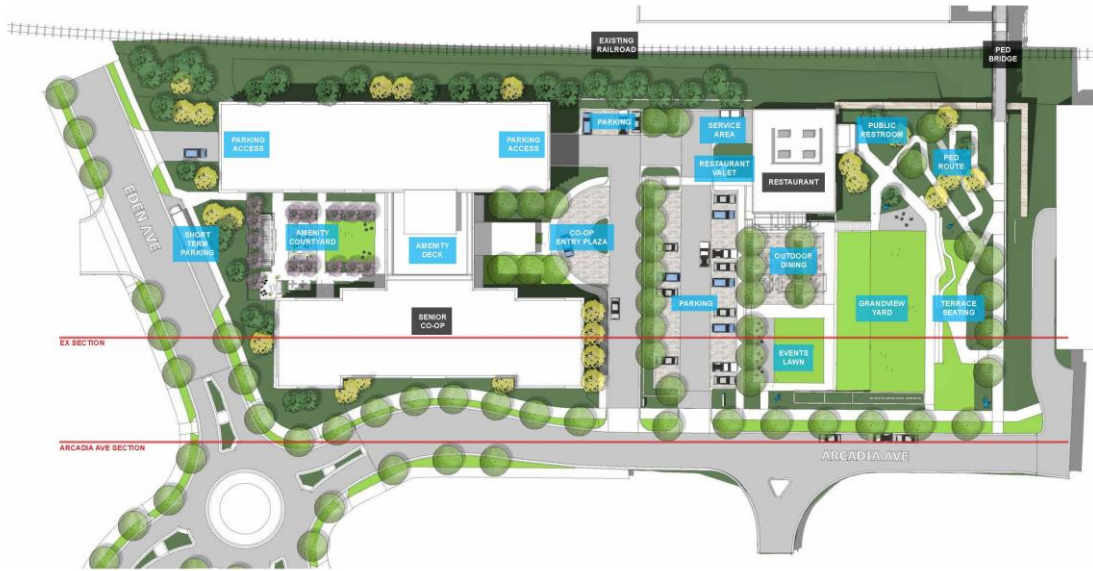 EXISTING
RAILROAD
PED
BRIDGE
PARKING
SERVICE
AREA
PUBLIC
RESTROOM
PARKING
ACCESS
PARKING
ACCESS
PED
ROUTE
RESTAURANT
VALET
RESTAURANT
EDEN AVE
SHORT
TERM
PARKING
AMENITY
COURTYARD
AMENITY
DECK
CO-OP
ENTRY PLAZA
OUTDOOR
DINING
PARKING
GRANDVIEW
YARD
TERRACE
SEATING
SENIOR
CO-OP
EX SECTION
EVENTS
LAWN
ARCADIA AVE SECTION
ARCADIA AVE